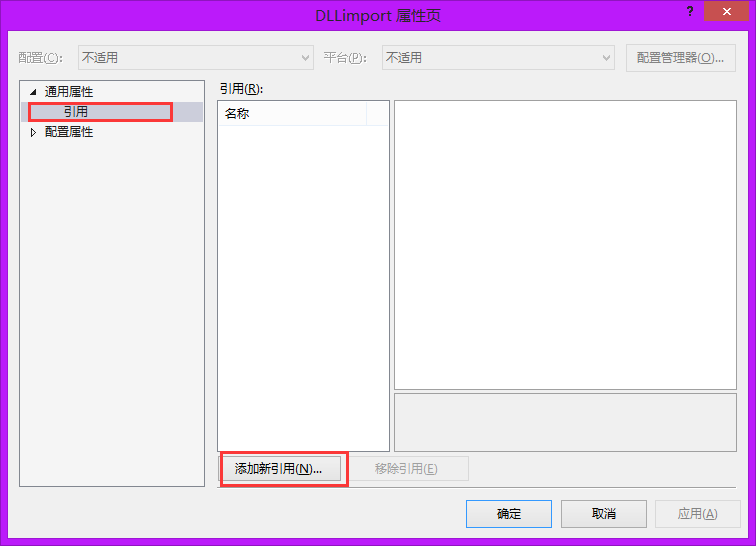 DLLimport 属性页
?
配置(C):
不适用
平台(P):
不适用
配置管理器(O)...
通用属性
引用
配置属性
引用(R):
名称
添加新引用(N)...
移除引用(E)
确定
取消
应用(A)